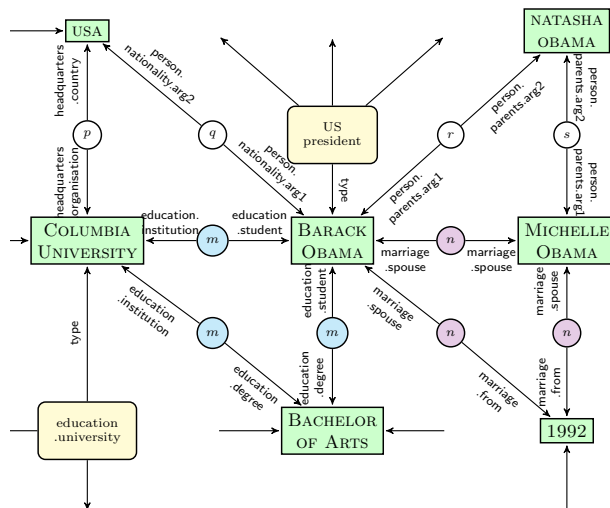 USA
NATASHA
OBAMA
headquarters
.country
person.
nationality.arg2
US
president
person.
parents.arg2
person.
parents.arg2
p
q
r
s
headquarters
organisation
person.
nationality.arg1
type
person.
parents.arg1
person.
parents.arg1
COLUMBIA
UNIVERSITY
education.
institution
m
education
.student
BARACK
OBAMA
marriage
.spouse
n
marriage
.spouse
MICHELLE
OBAMA
type
education
.institution
m
education
.degree
education
.student
m
education
.degree
marriage
.spouse
n
marriage
.from
marriage
.spouse
n
marriage
.from
education
.university
BACHELOR
OF ARTS
1992